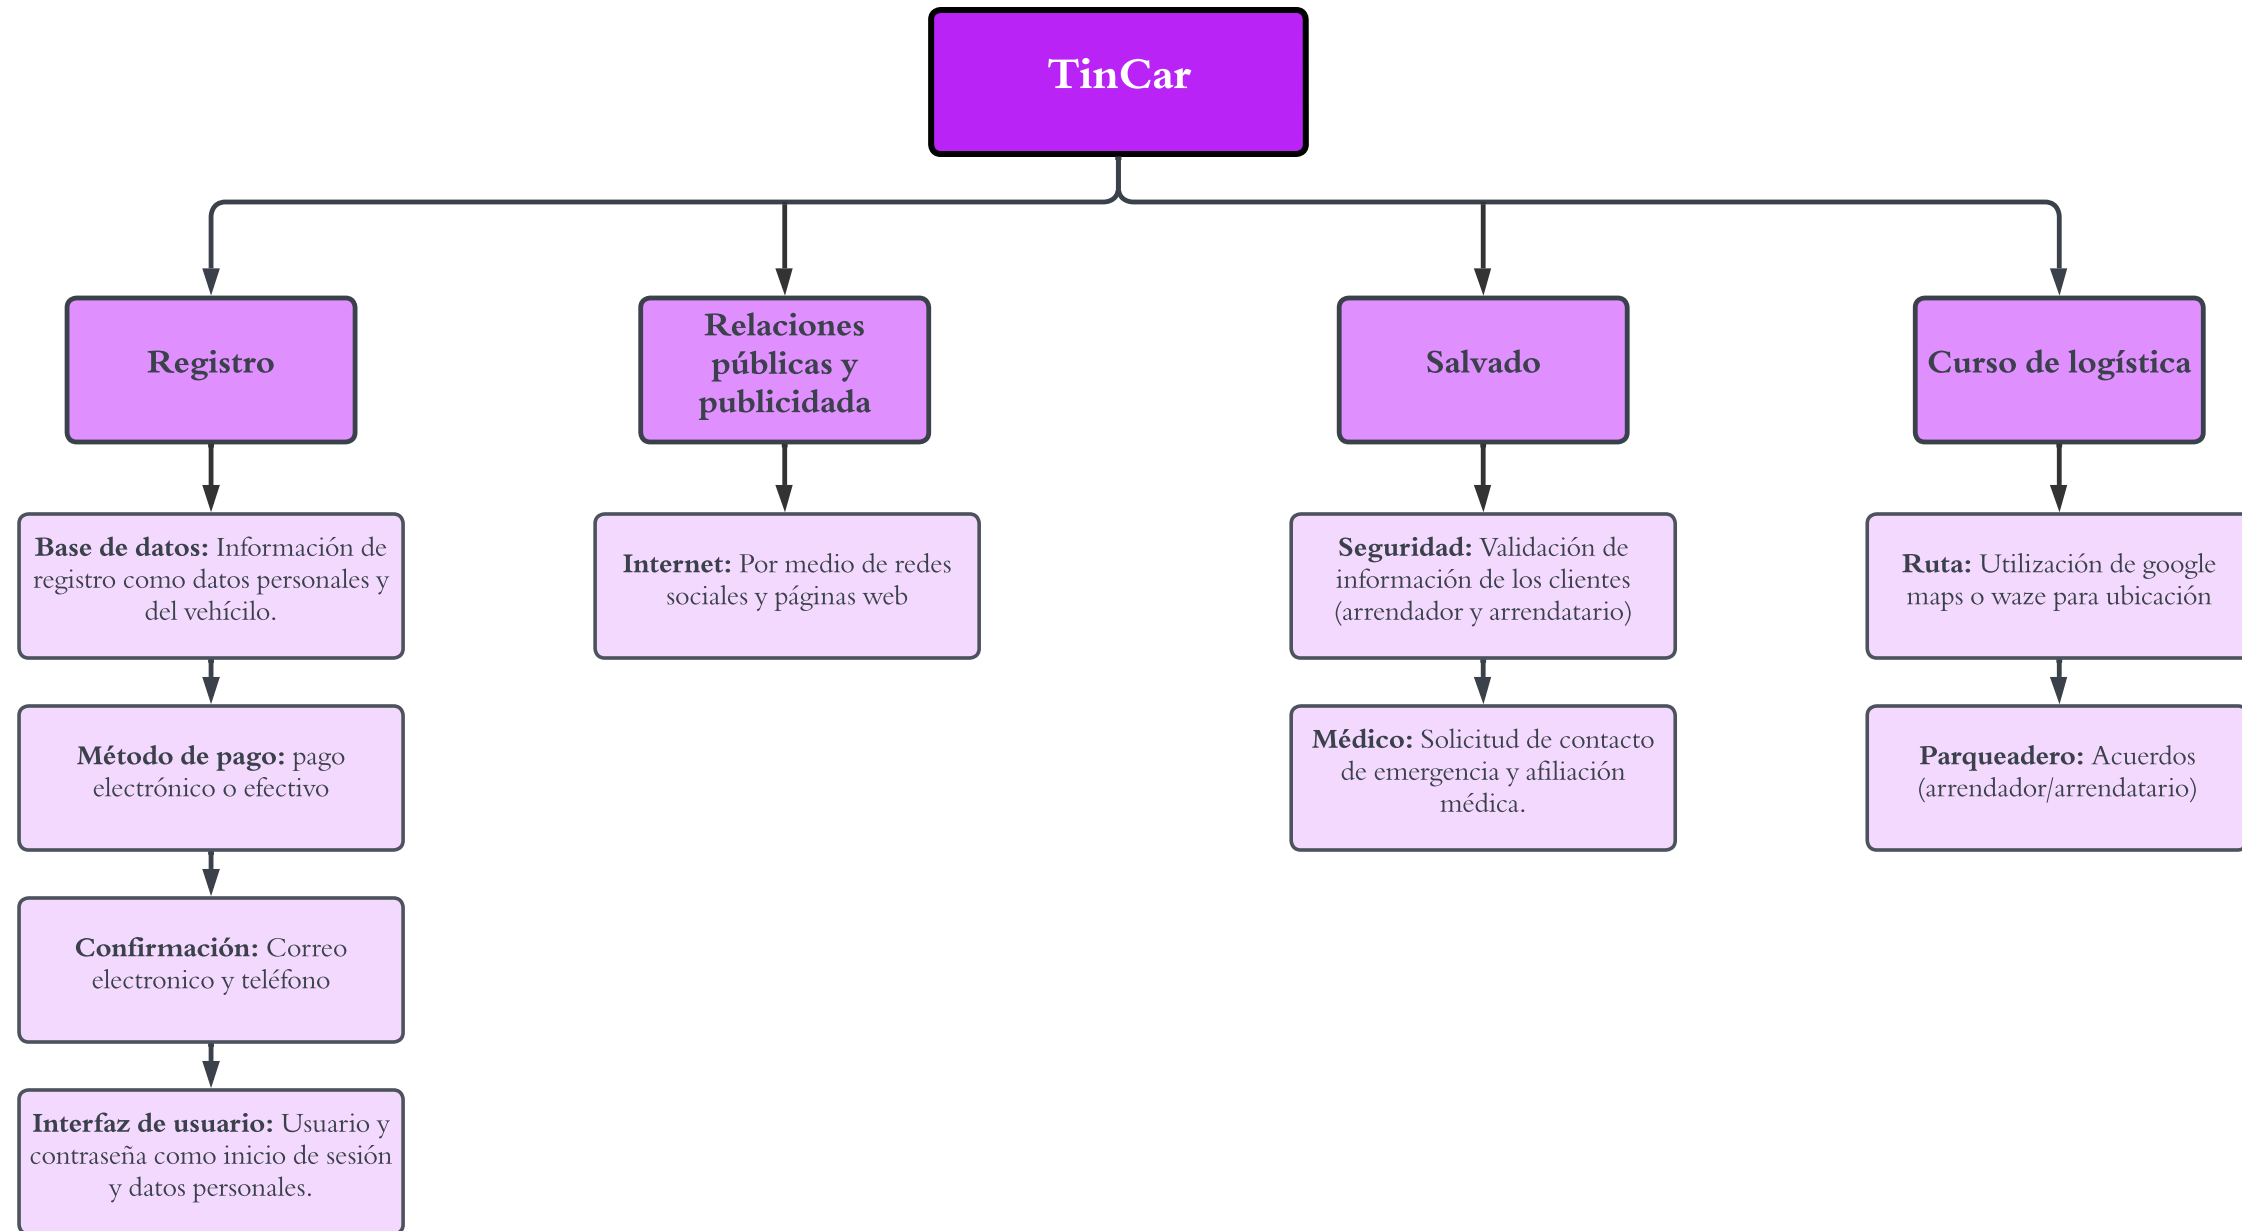 TinCar
Registro
Relaciones
públicas y
publicidada
Salvado
Curso de logística
Base de datos: Información de
registro como datos personales y
del vehícilo.
Internet: Por medio de redes
sociales y páginas web
Seguridad: Validación de
información de los clientes
(arrendador y arrendatario)
Ruta: Utilización de google
maps o waze para ubicación
Método de pago: pago
electrónico o efectivo
Médico: Solicitud de contacto
de emergencia y afiliación
médica.
Parqueadero: Acuerdos
(arrendador/arrendatario)
Confirmación: Correo
electronico y teléfono
Interfaz de usuario: Usuario y
contraseña como inicio de sesión
y datos personales.